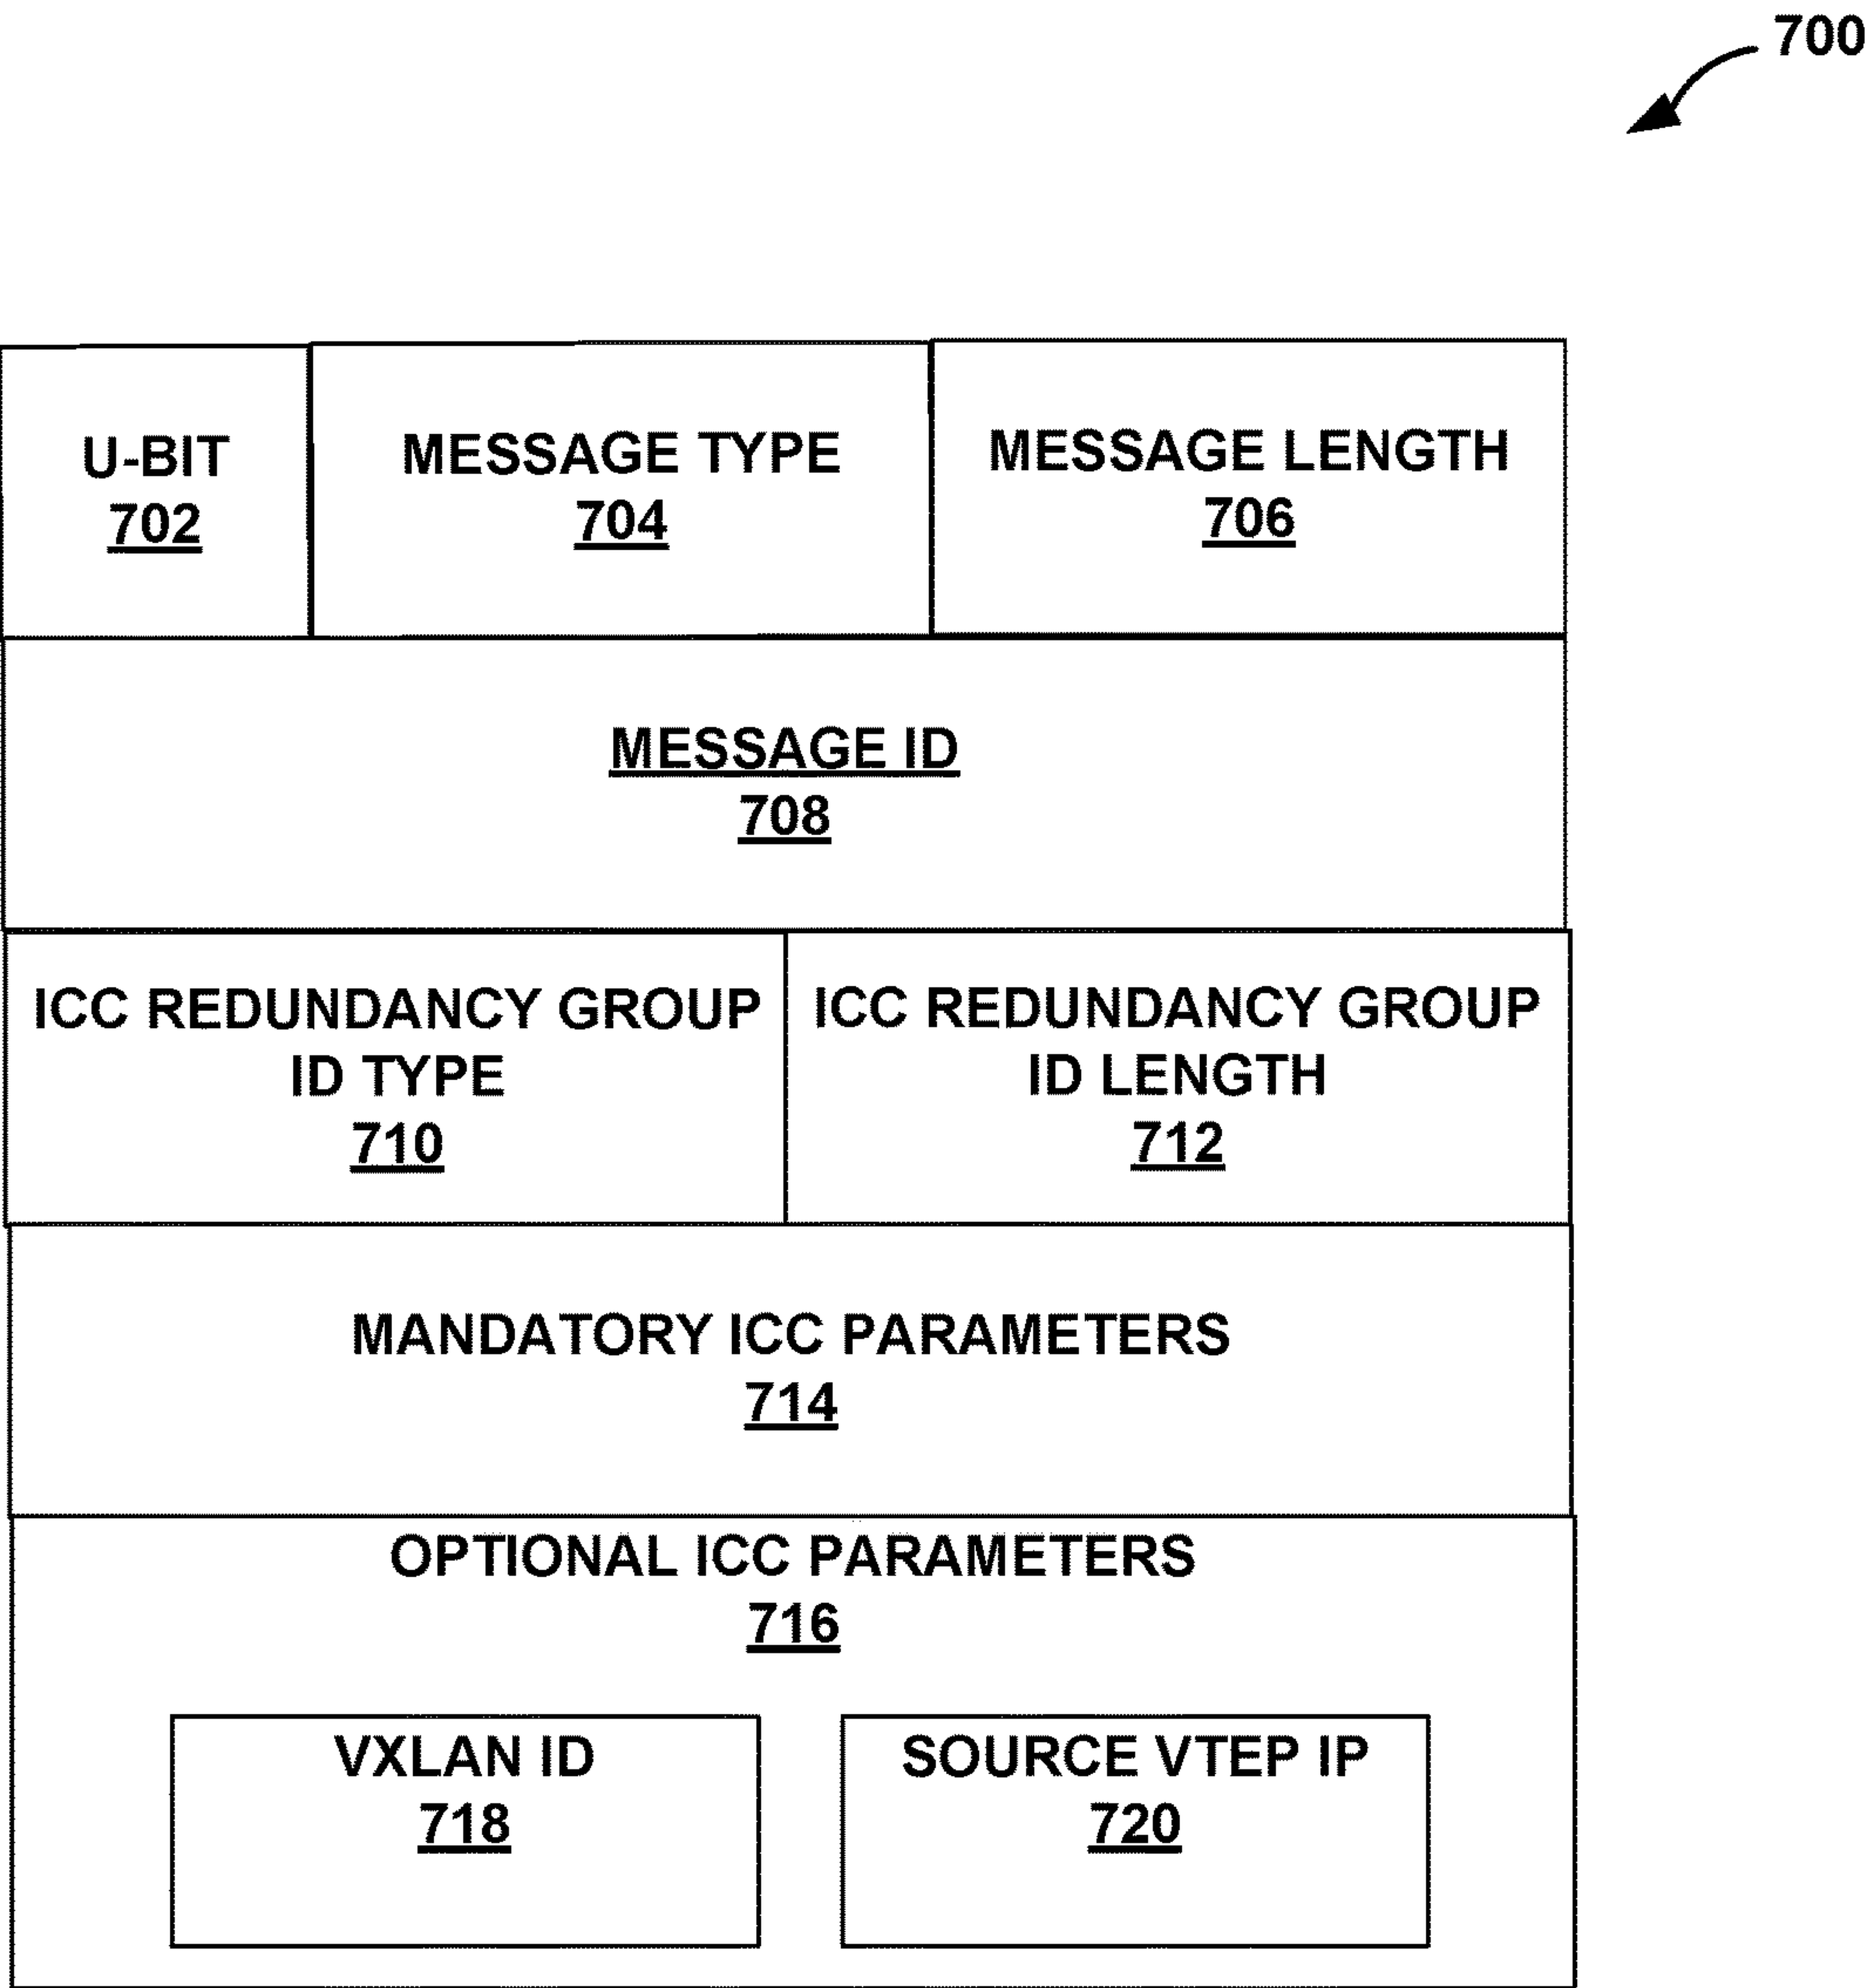 700
U-BIT
702
MESSAGE TYPE
704
MESSAGE LENGTH
706
MESSAGE ID
708
ICC REDUNDANCY GROUP
ID TYPE
710
ICC REDUNDANCY GROUP
ID LENGTH
712
MANDATORY ICC PARAMETERS
714
OPTIONAL ICC PARAMETERS
716
VXLAN ID
718
SOURCE VTEP IP
720